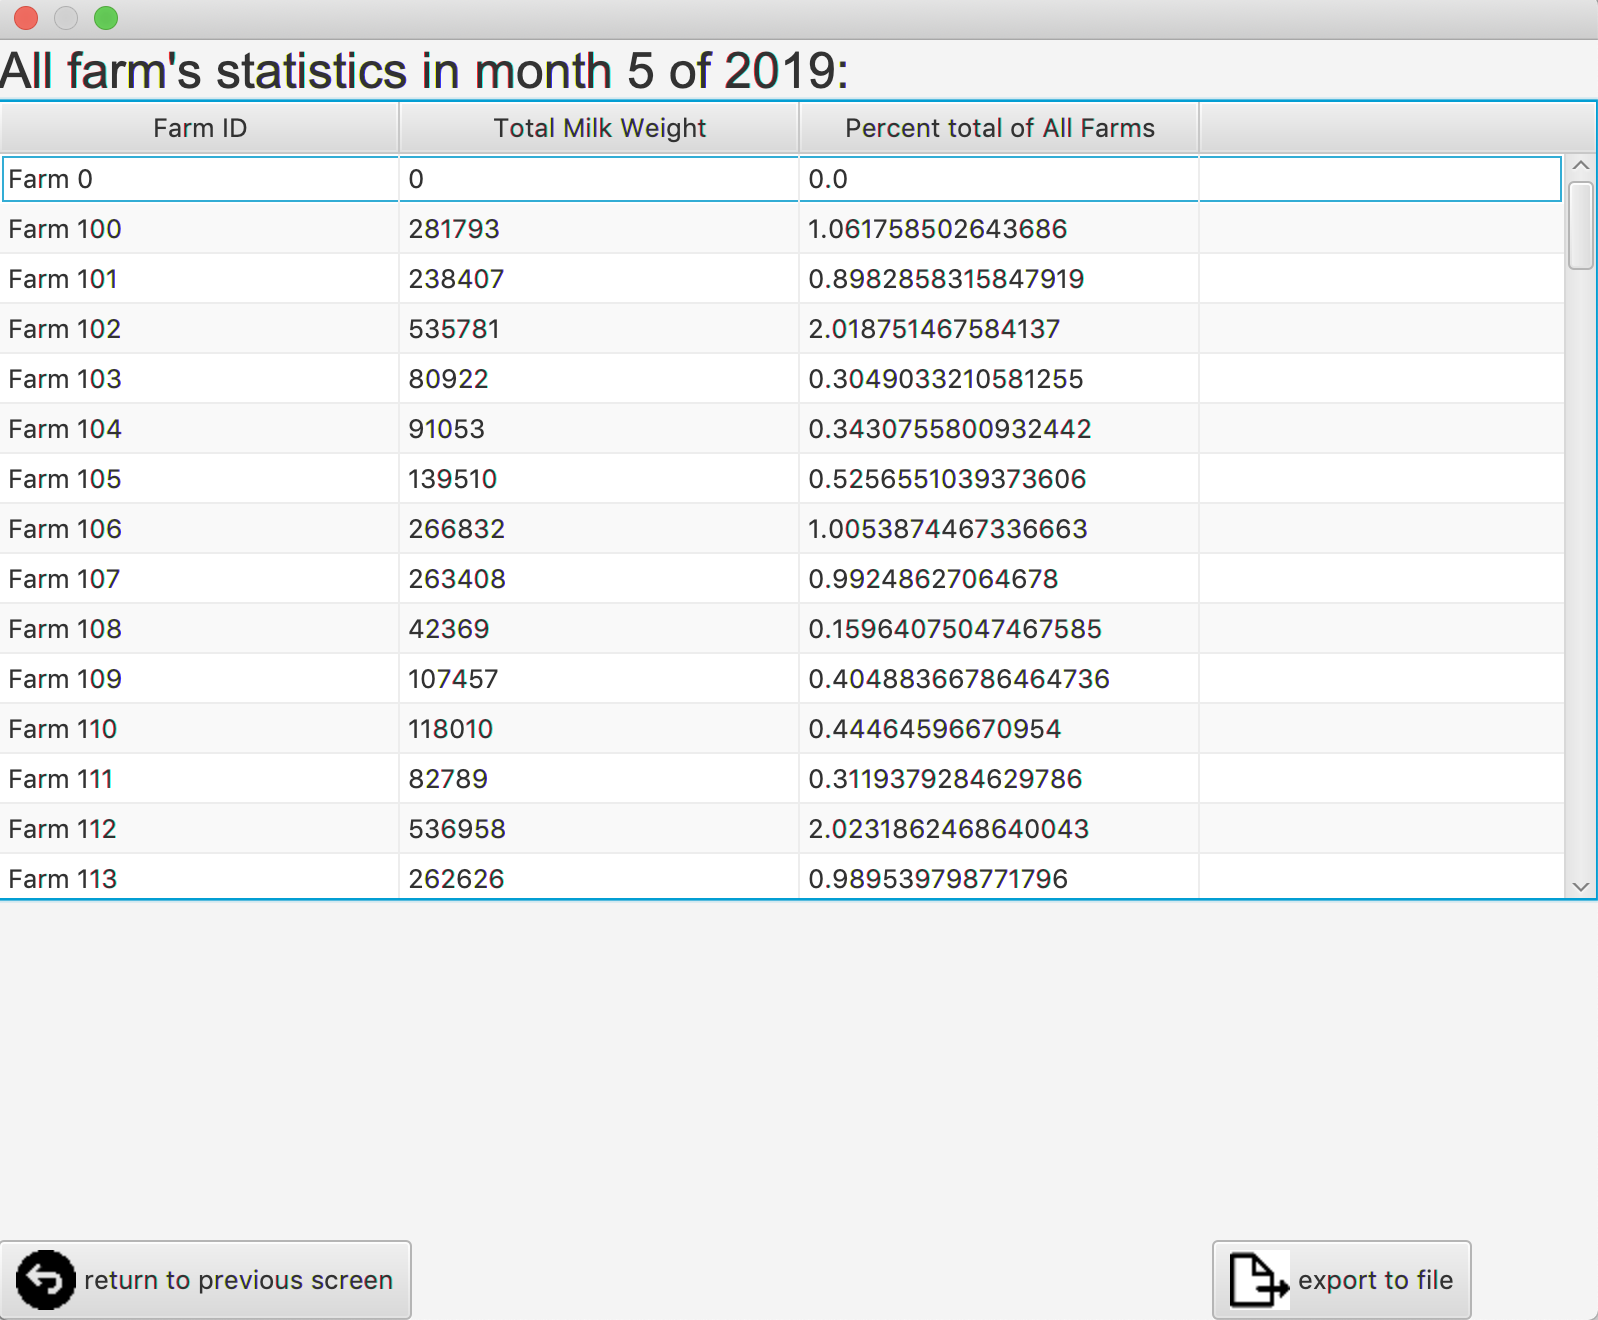 All farm's statistics in month 5 of 2019:
Farm ID Total Milk Weight Percent total of All Farms
Farm 0 0 0.0
Farm 100 281793 1.061758502643686
Farm 101 238407 0.8982858315847919
Farm 102 535781 2.018751467584137
Farm 103 80922 0.3049033210581255
Farm 104 91053 0.3430755800932442
Farm 105 139510 0.5256551039373606
Farm 106 266832 1.0053874467336663
Farm 107 263408 0.99248627064678
Farm 108 42369 0.15964075047467585
Farm 109 107457 0.40488366786464736
Farm 110 118010 0.44464596670954
Farm 111 82789 0.3119379284629786
Farm 112 536958 2.0231862468640043
Farm 113 262626 0.989539798771796
return to previous screen export to file